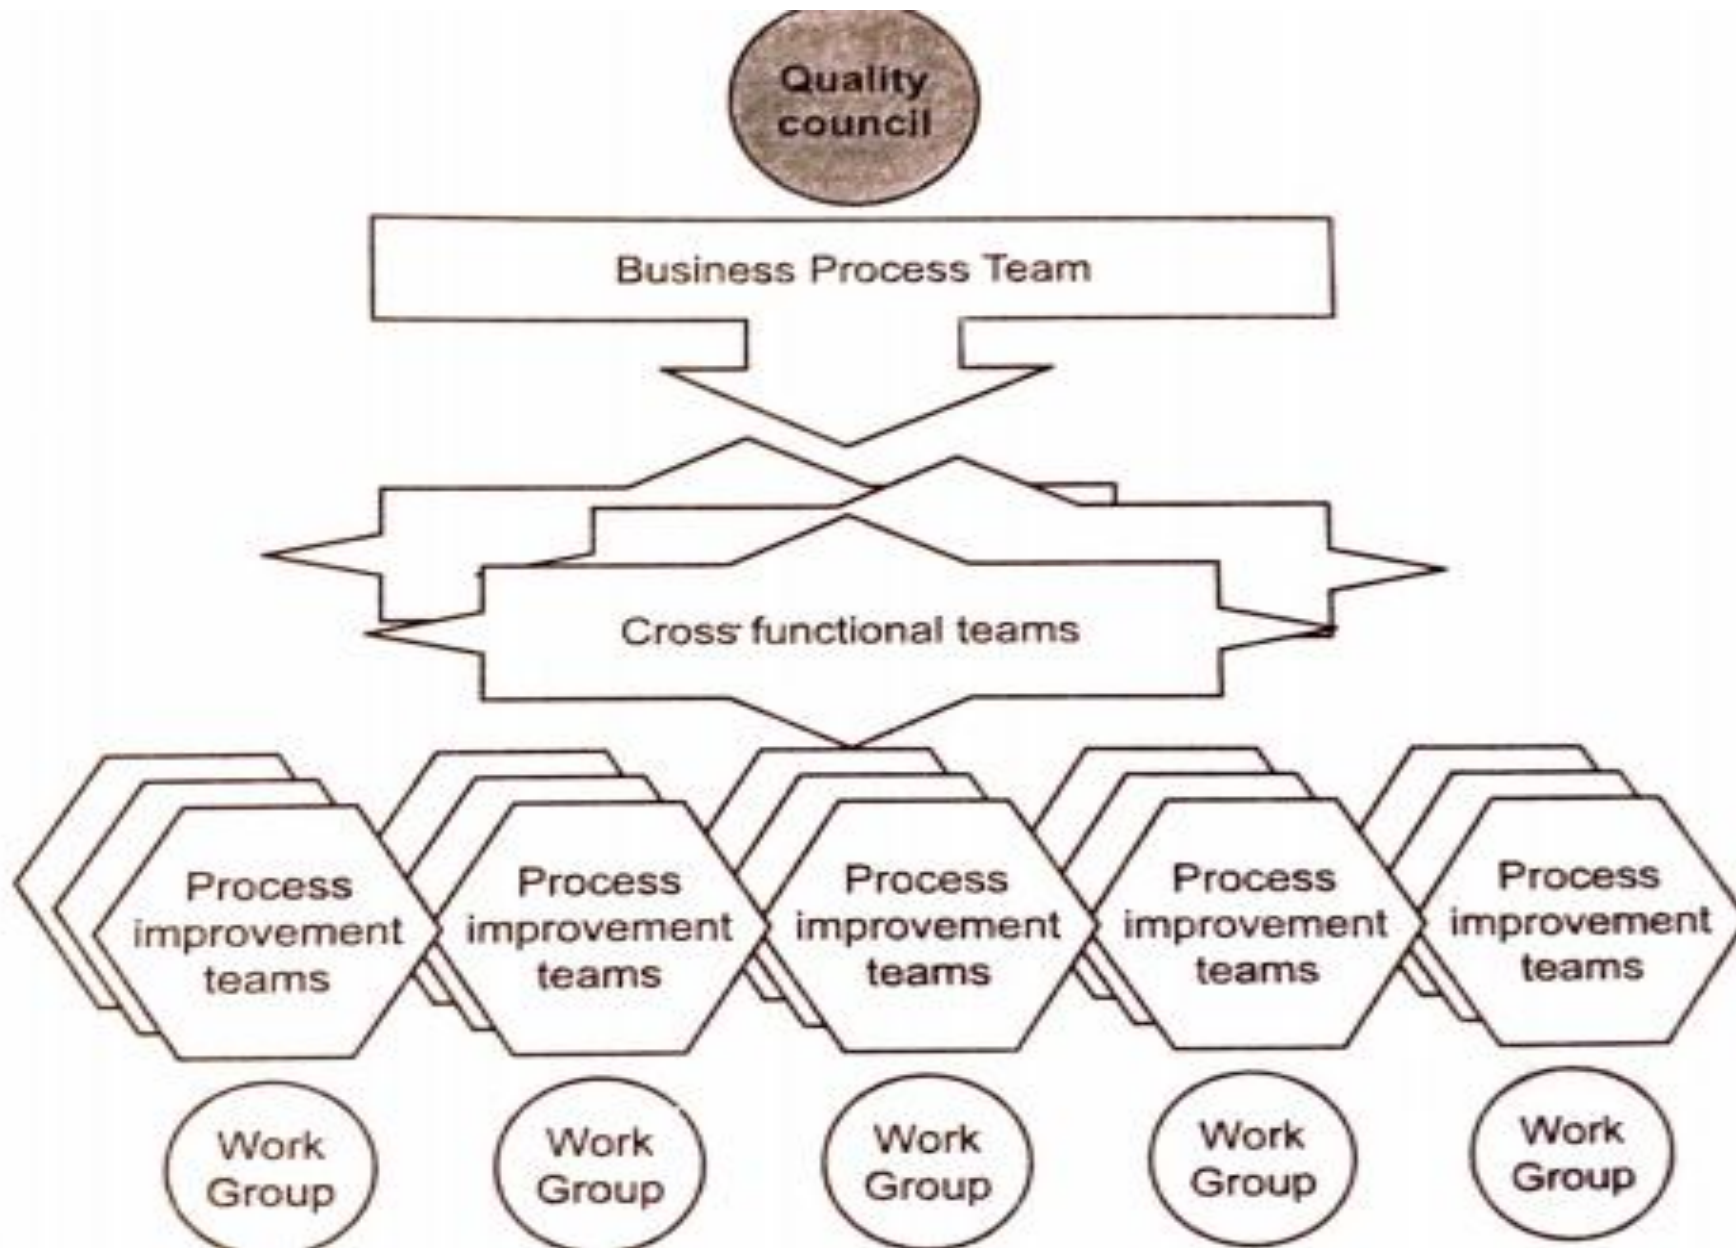 Quality
council
Business Process Team
Cross functional teams
Process
improvement
teams
Process
improvement
teams
Process
improvement
teams
Process
improvement
teams
Process
improvement
teams
Work
Group
Work
Group
Work
Group
Work
Group
Work
Group